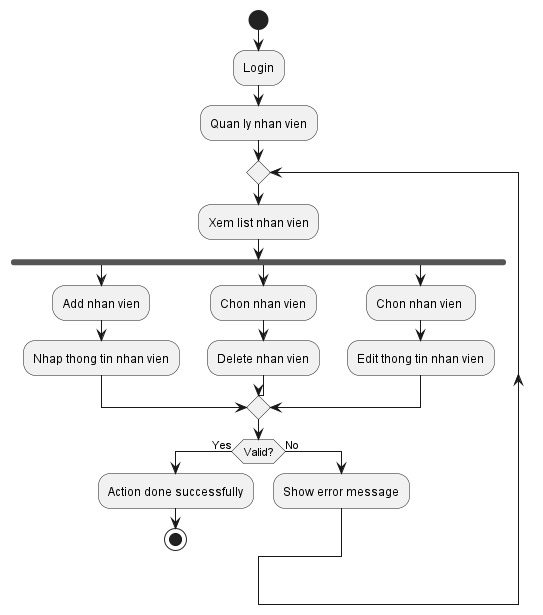 Login
Quan ly nhan vien
Xem list nhan vien
Add nhan vien
Chon nhan vien
Chon nhan vien
Nhap thong tin nhan vien
Delete nhan vien
Edit thong tin nhan vien
Yes
Valid?
No
Action done successfully
Show error message